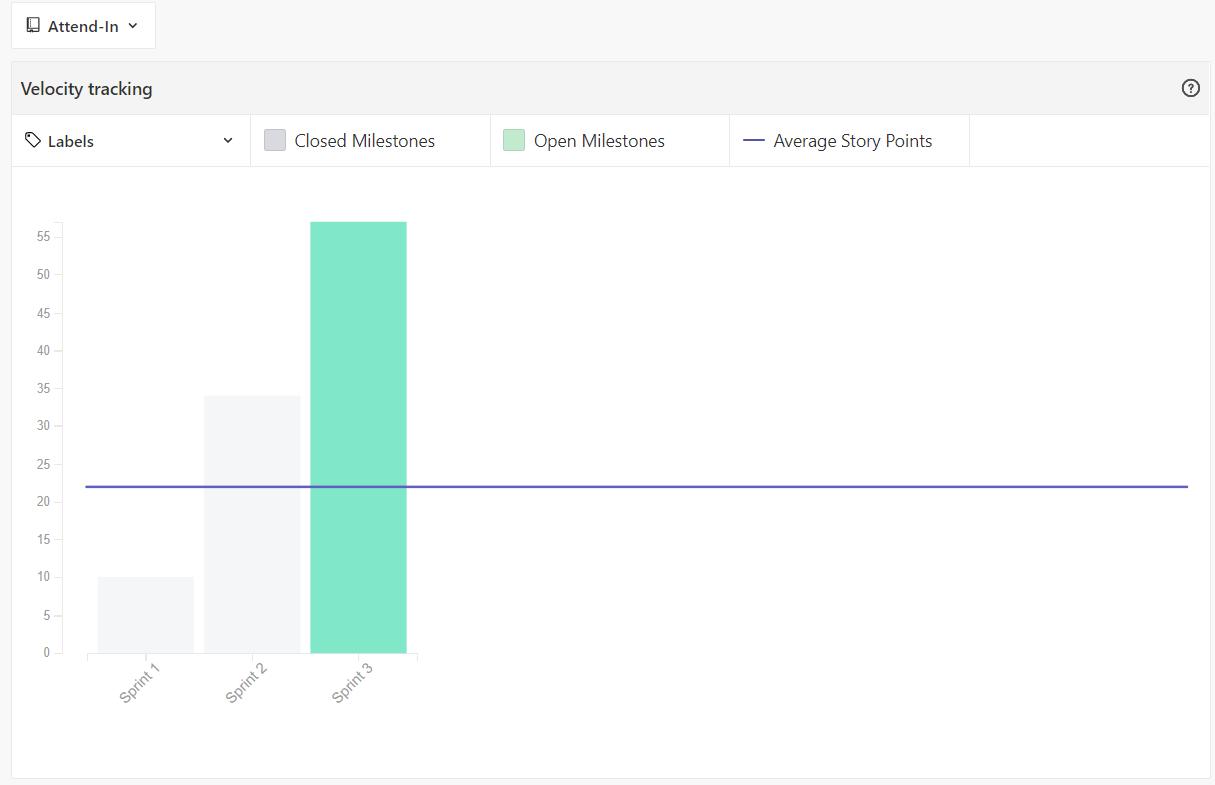 Attend-In
Velocity tracking
Labels
Closed Milestones
Open Milestones
Average Story Points
55
50
45
40
35
30
25
20
15
10
5
0
Sprint 1
Sprint 2
Sprint 3